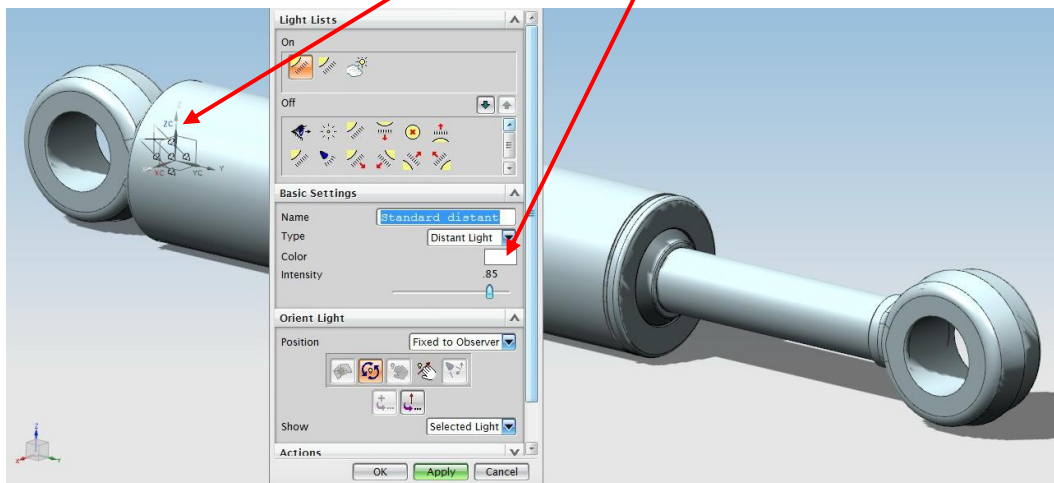 Light Lists
On
Off
Basic Settings
Name Standard distant
Type Distant Light
Color
Intensity .85
Orient Light
Position Fixed to Observer
Show Selected Light
Actions
OK Apply Cancel
ZC
Z
XC YC Y
Z
X Y